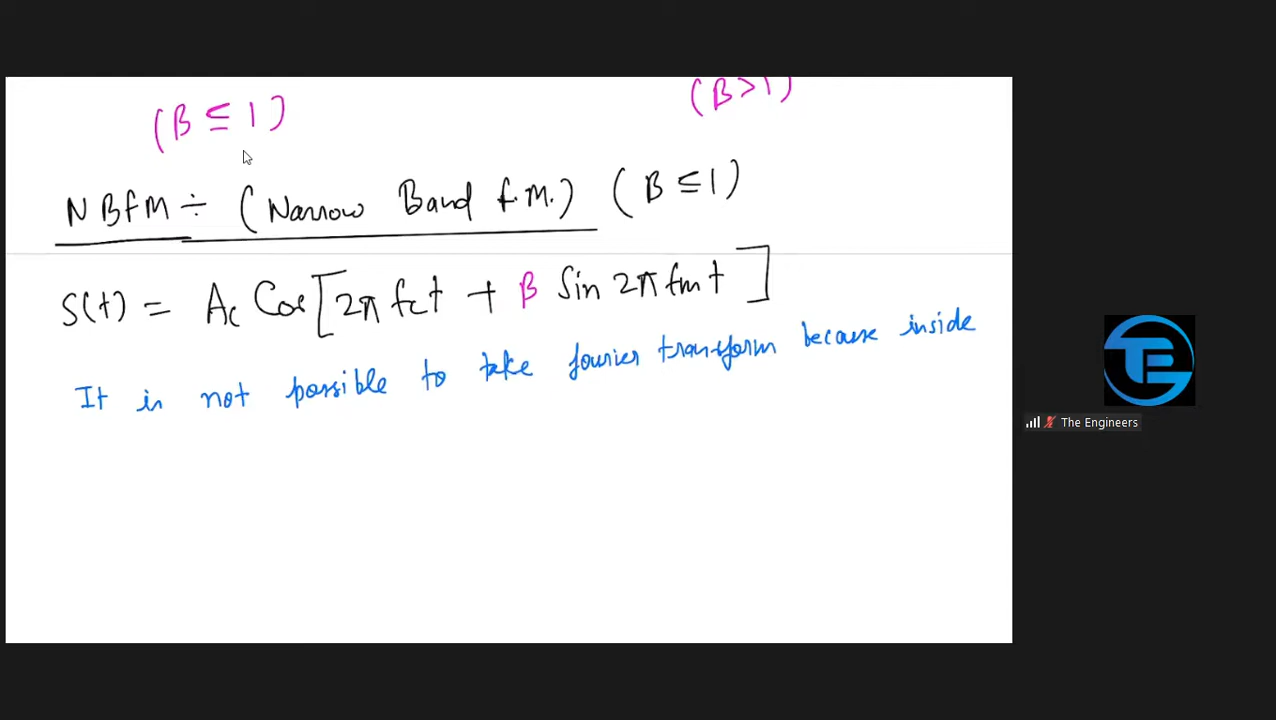 (B ≤ 1)
(B > 1)
NBfM ÷ (Narrow Band f.M.) (B ≤ 1)
S(t) = Ac Cos[2π fct + β Sin 2π fmt]
It is not possible to take fourier transform because inside
The Engineers